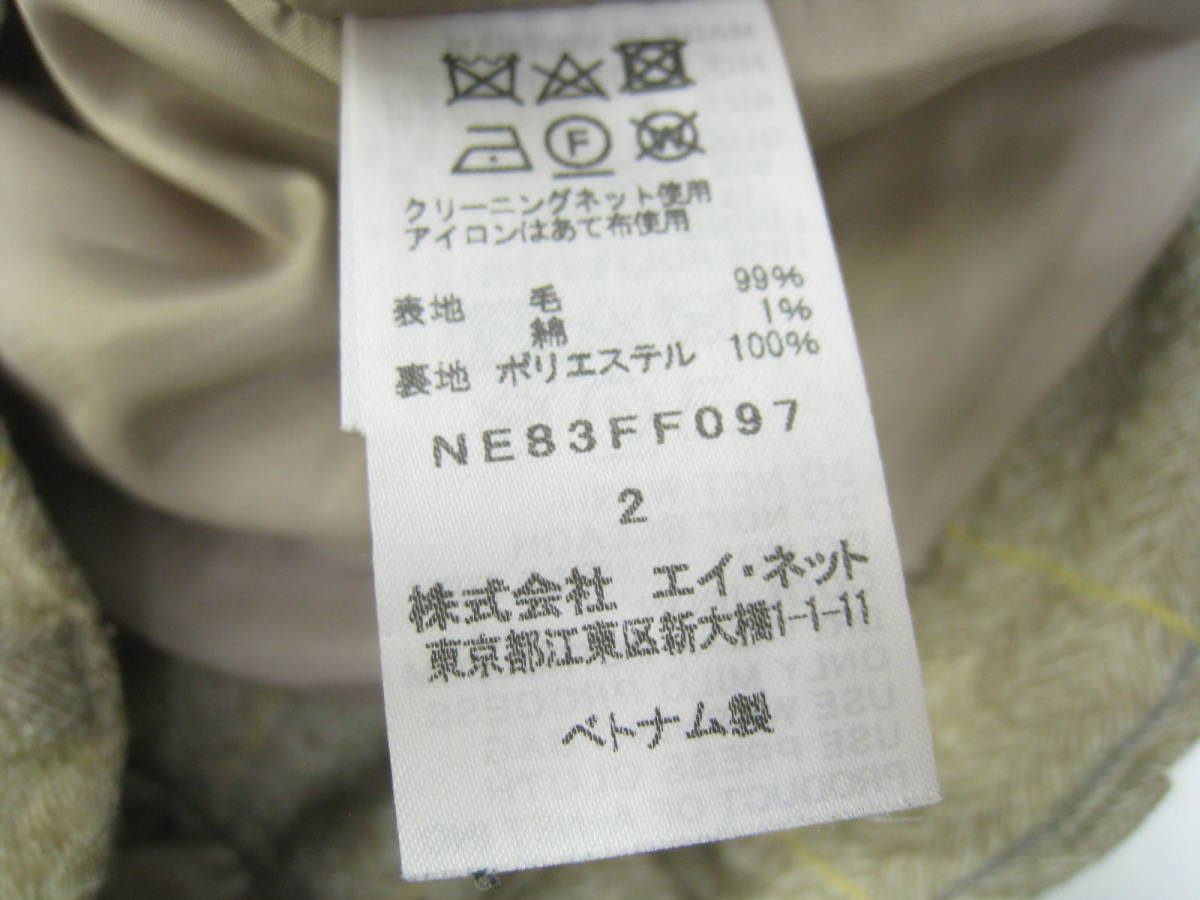 F W
クリーニングネット使用
アイロンはあて布使用
表地 毛 99%
綿 1%
裏地 ポリエステル 100%
NE83FF097
2
株式会社 エイ・ネット
東京都江東区新大橋1-1-11
ベトナム製